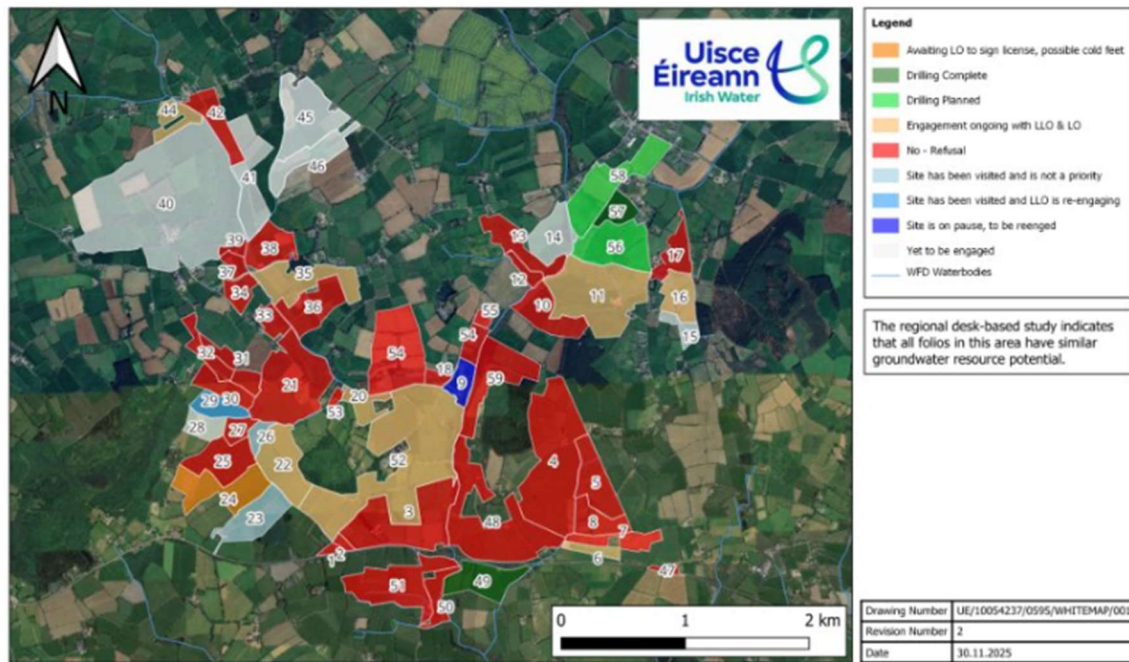 N
Uisce
Éireann
Irish Water
44
42
45
46
41
40
39
38
37
35
34
36
33
32
31
21
29
30
28
27
26
25
22
24
23
58
57
56
14
13
12
10
11
17
16
15
55
54
54
18
9
59
20
53
52
4
5
3
48
8
7
6
1
2
47
51
49
50
0 1 2 km
Legend
Awaiting LO to sign license, possible cold feet
Drilling Complete
Drilling Planned
Engagement ongoing with LLO & LO
No - Refusal
Site has been visited and is not a priority
Site has been visited and LLO is re-engaging
Site is on pause, to be reenged
Yet to be engaged
WFD Waterbodies
The regional desk-based study indicates
that all folios in this area have similar
groundwater resource potential.
Drawing Number UE/10054237/0595/WHITEMAP/001
Revision Number 2
Date 30.11.2025